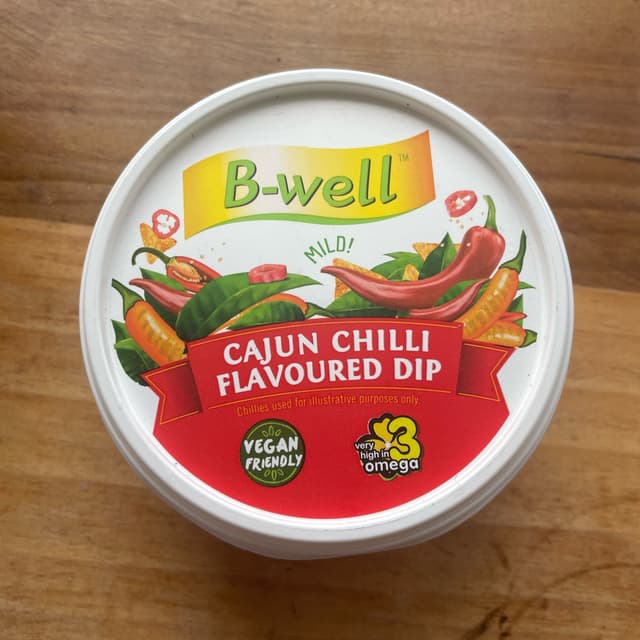 B-well™
MILD!
CAJUN CHILLI
FLAVOURED DIP
Chillies used for illustrative purposes only.
VEGAN
FRIENDLY
very
high in
omega 3